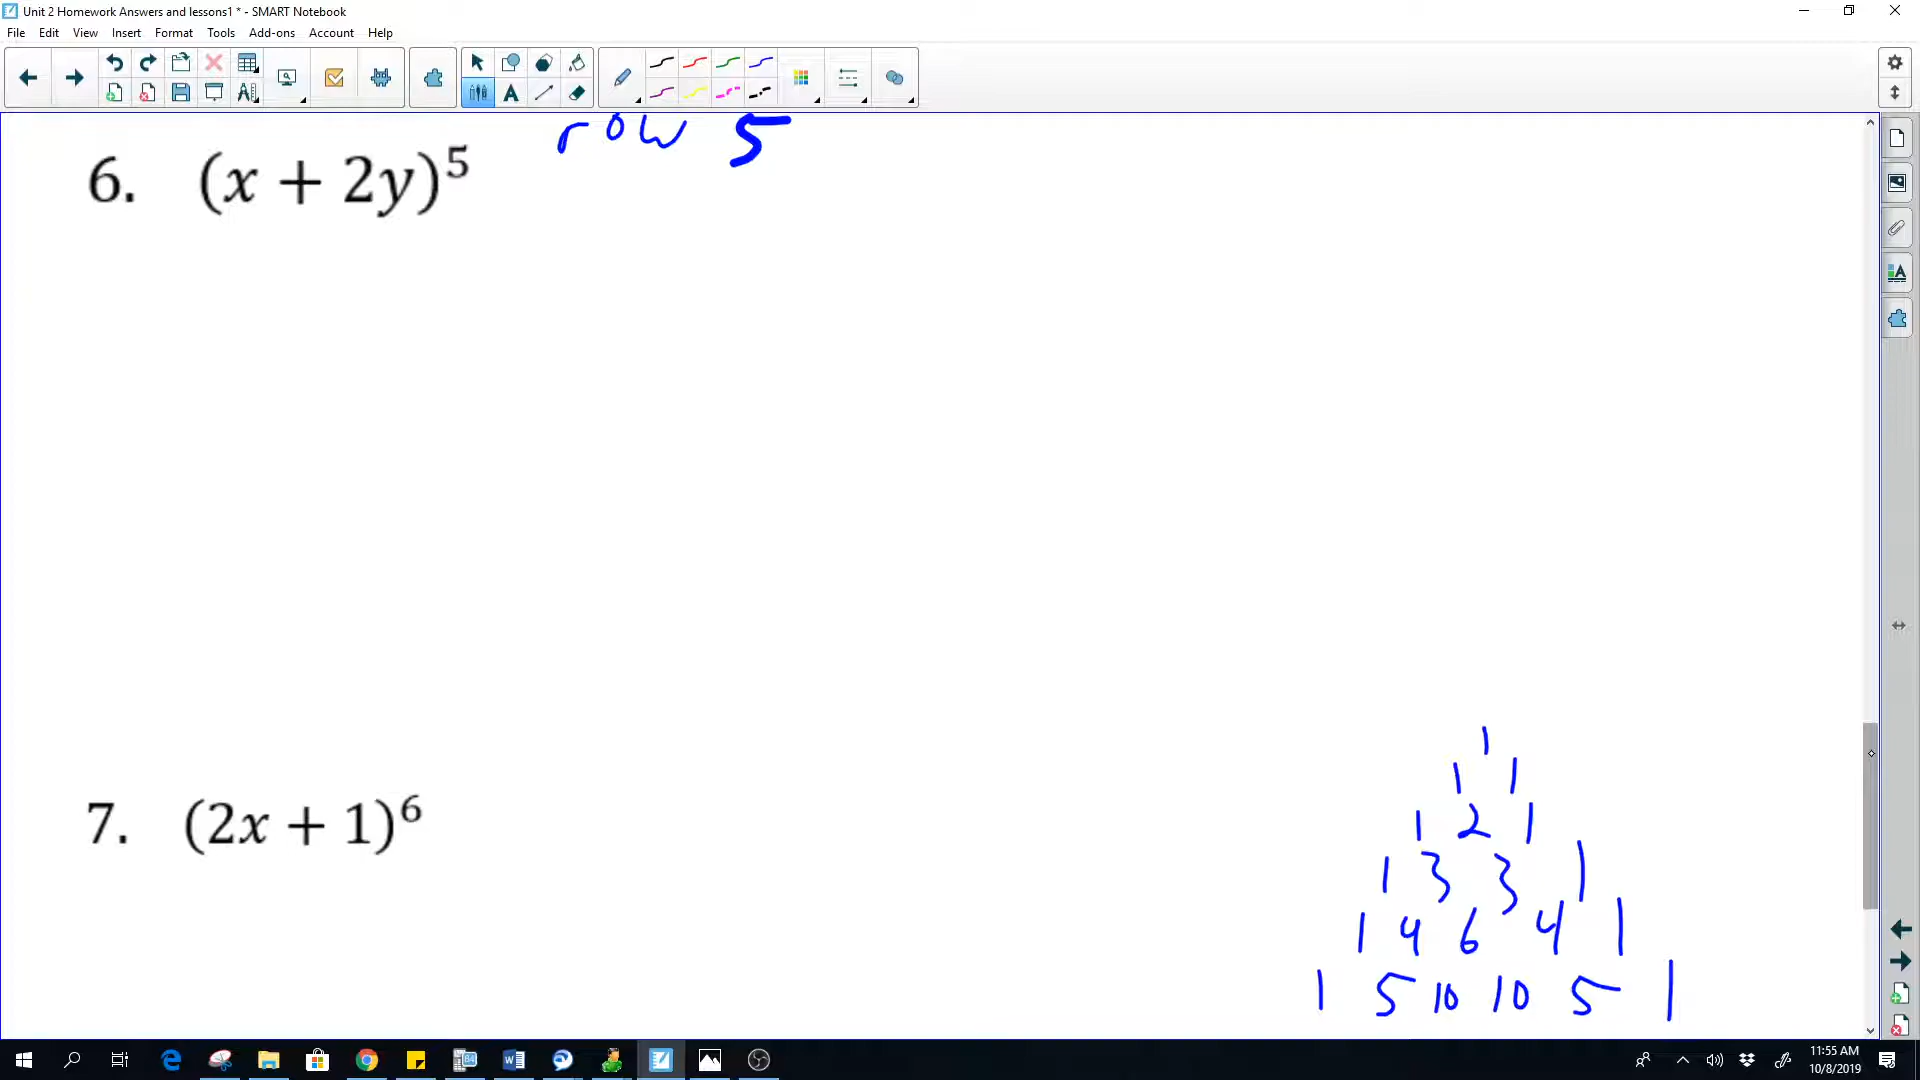 Unit 2 Homework Answers and lessons1 * - SMART Notebook
File Edit View Insert Format Tools Add-ons Account Help
row 5
6. (x + 2y)⁵
7. (2x + 1)⁶
1
1 1
1 2 1
1 3 3 1
1 4 6 4 1
1 5 10 10 5 1
11:55 AM
10/8/2019